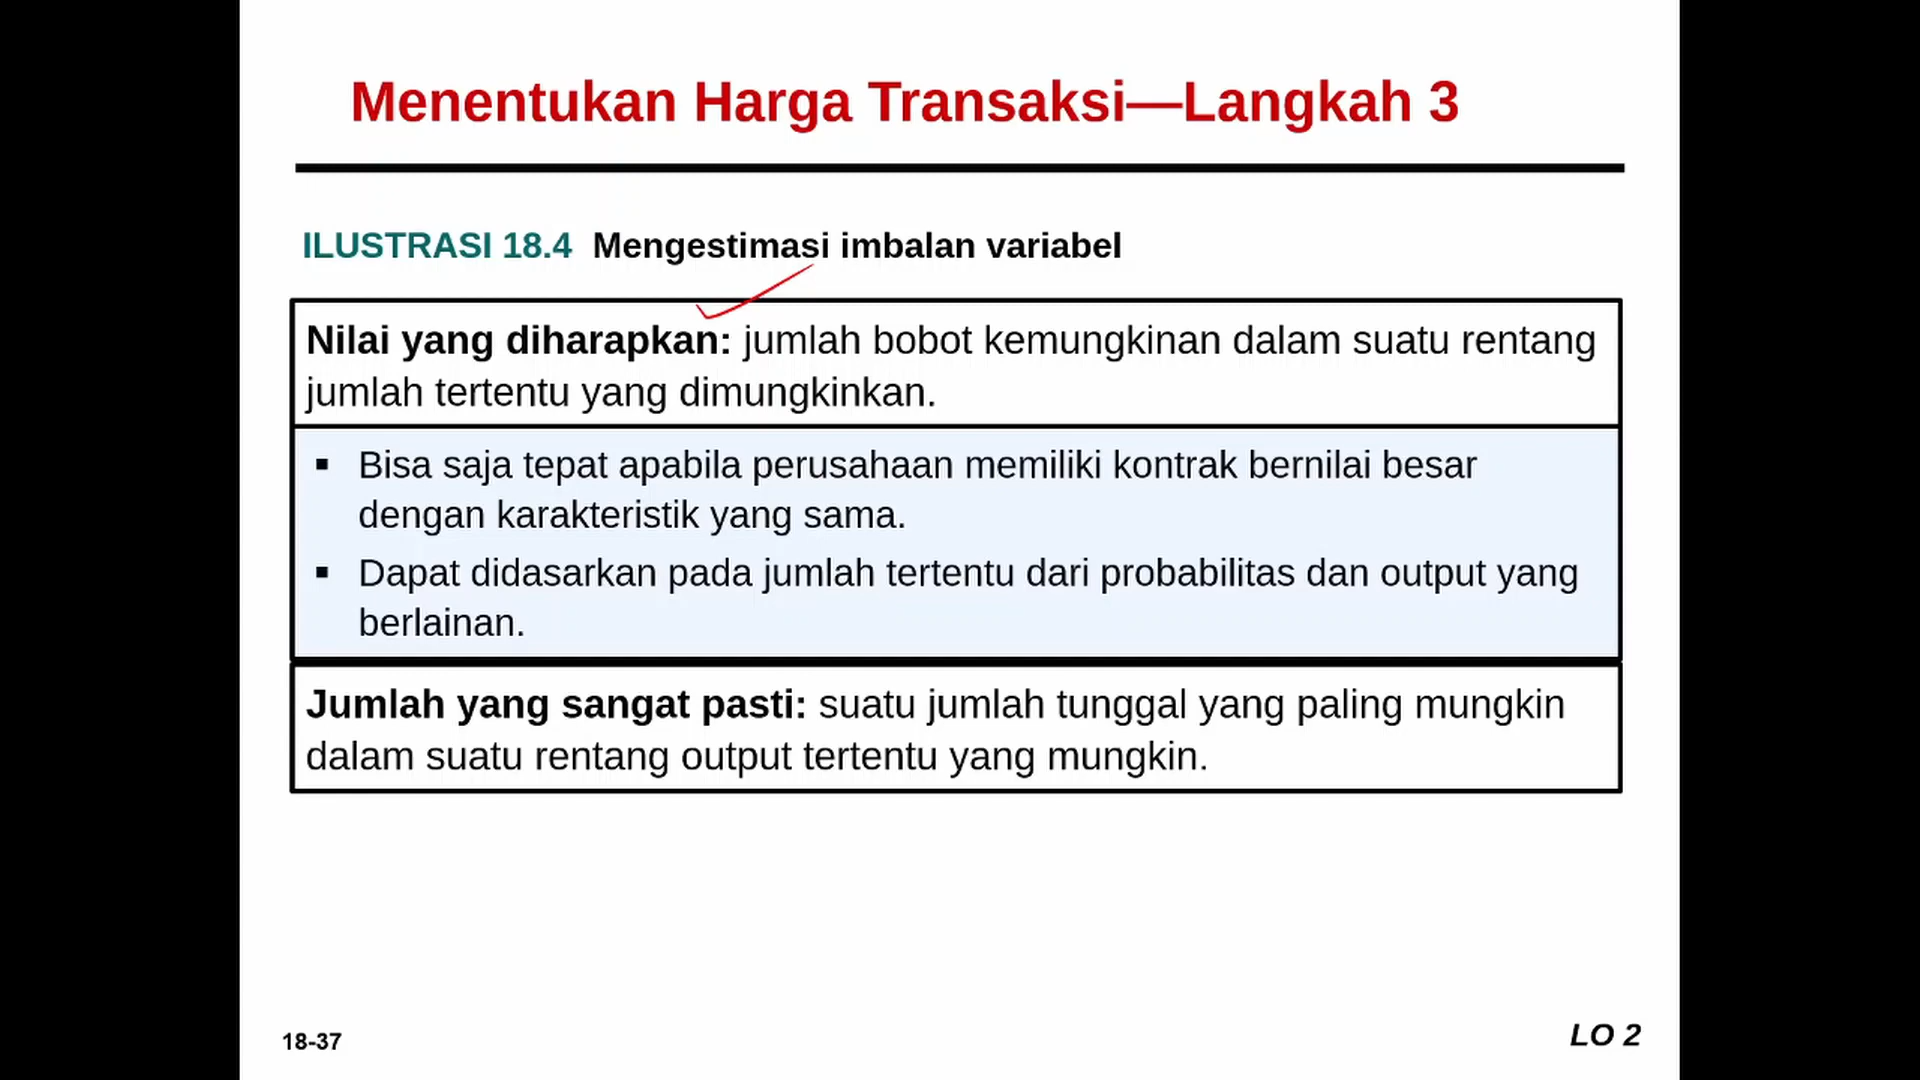 Menentukan Harga Transaksi—Langkah 3
ILUSTRASI 18.4 Mengestimasi imbalan variabel
Nilai yang diharapkan: jumlah bobot kemungkinan dalam suatu rentang
jumlah tertentu yang dimungkinkan.
▪ Bisa saja tepat apabila perusahaan memiliki kontrak bernilai besar
dengan karakteristik yang sama.
▪ Dapat didasarkan pada jumlah tertentu dari probabilitas dan output yang
berlainan.
Jumlah yang sangat pasti: suatu jumlah tunggal yang paling mungkin
dalam suatu rentang output tertentu yang mungkin.
18-37
LO 2